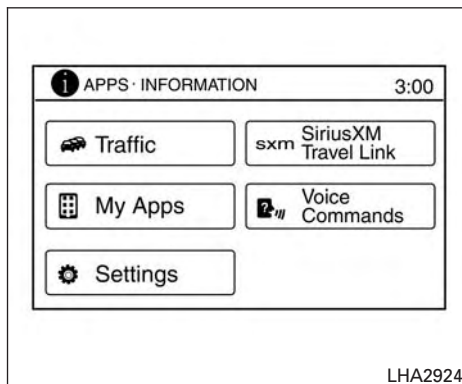 i APPS · INFORMATION 3:00
Traffic
sxm SiriusXM
Travel Link
My Apps
? Voice
Commands
Settings
LHA2924